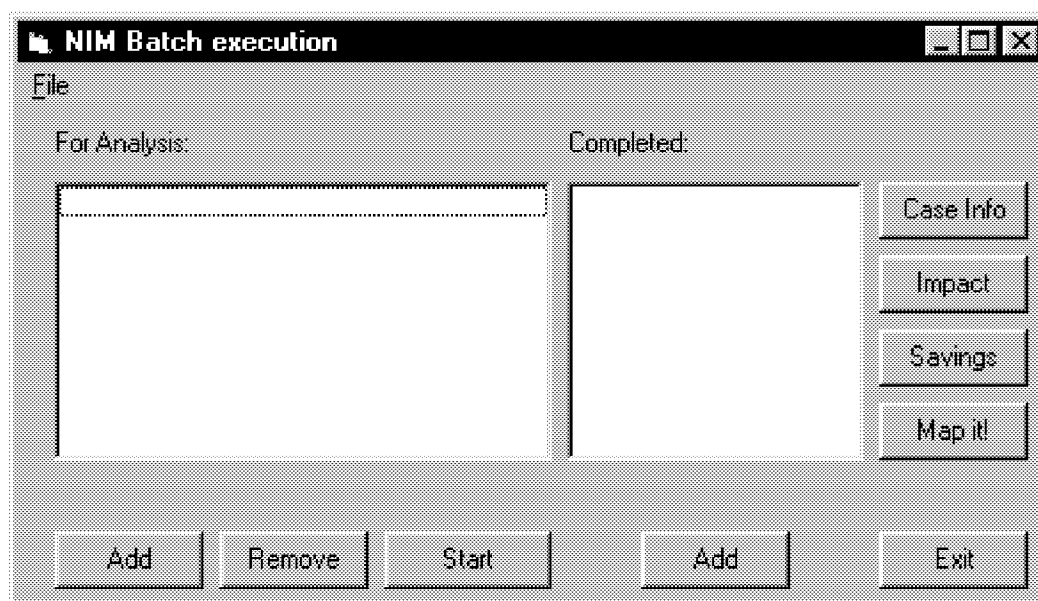 NIM Batch execution
File
For Analysis: Completed:
Case Info
Impact
Savings
Map it!
Add Remove Start Add Exit